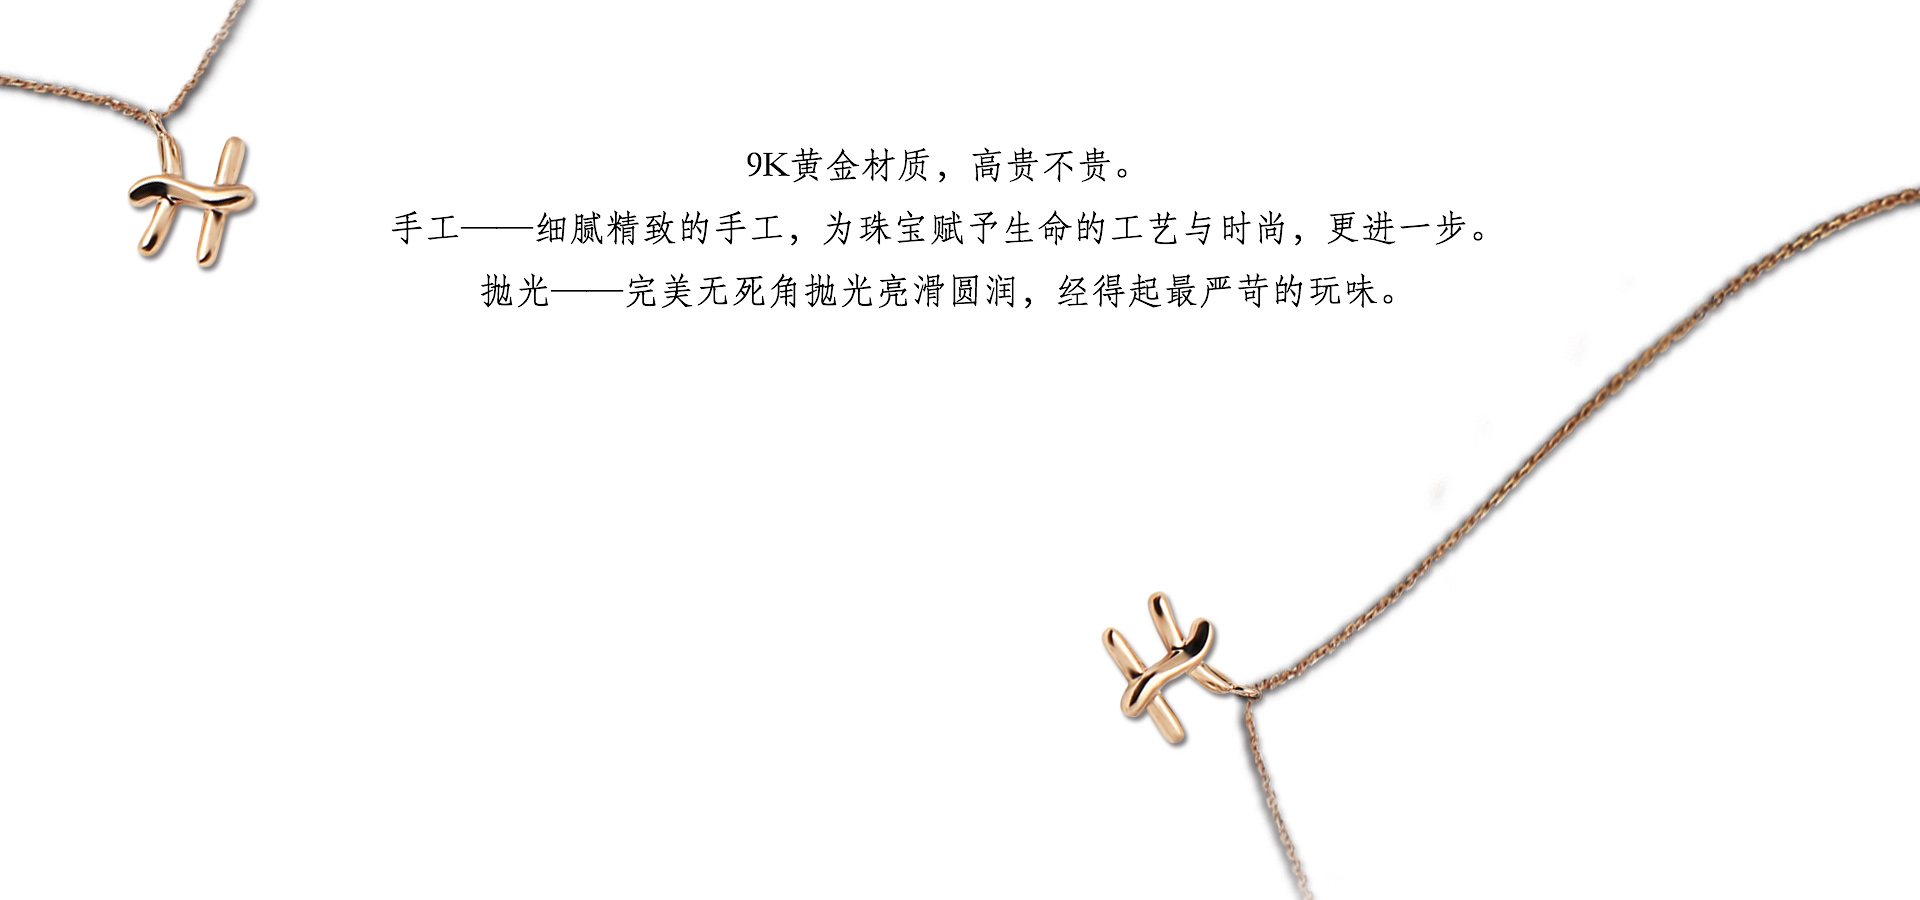 9K黄金材质，高贵不贵。
手工——细腻精致的手工，为珠宝赋予生命的工艺与时尚，更进一步。
抛光——完美无死角抛光亮滑圆润，经得起最严苛的玩味。